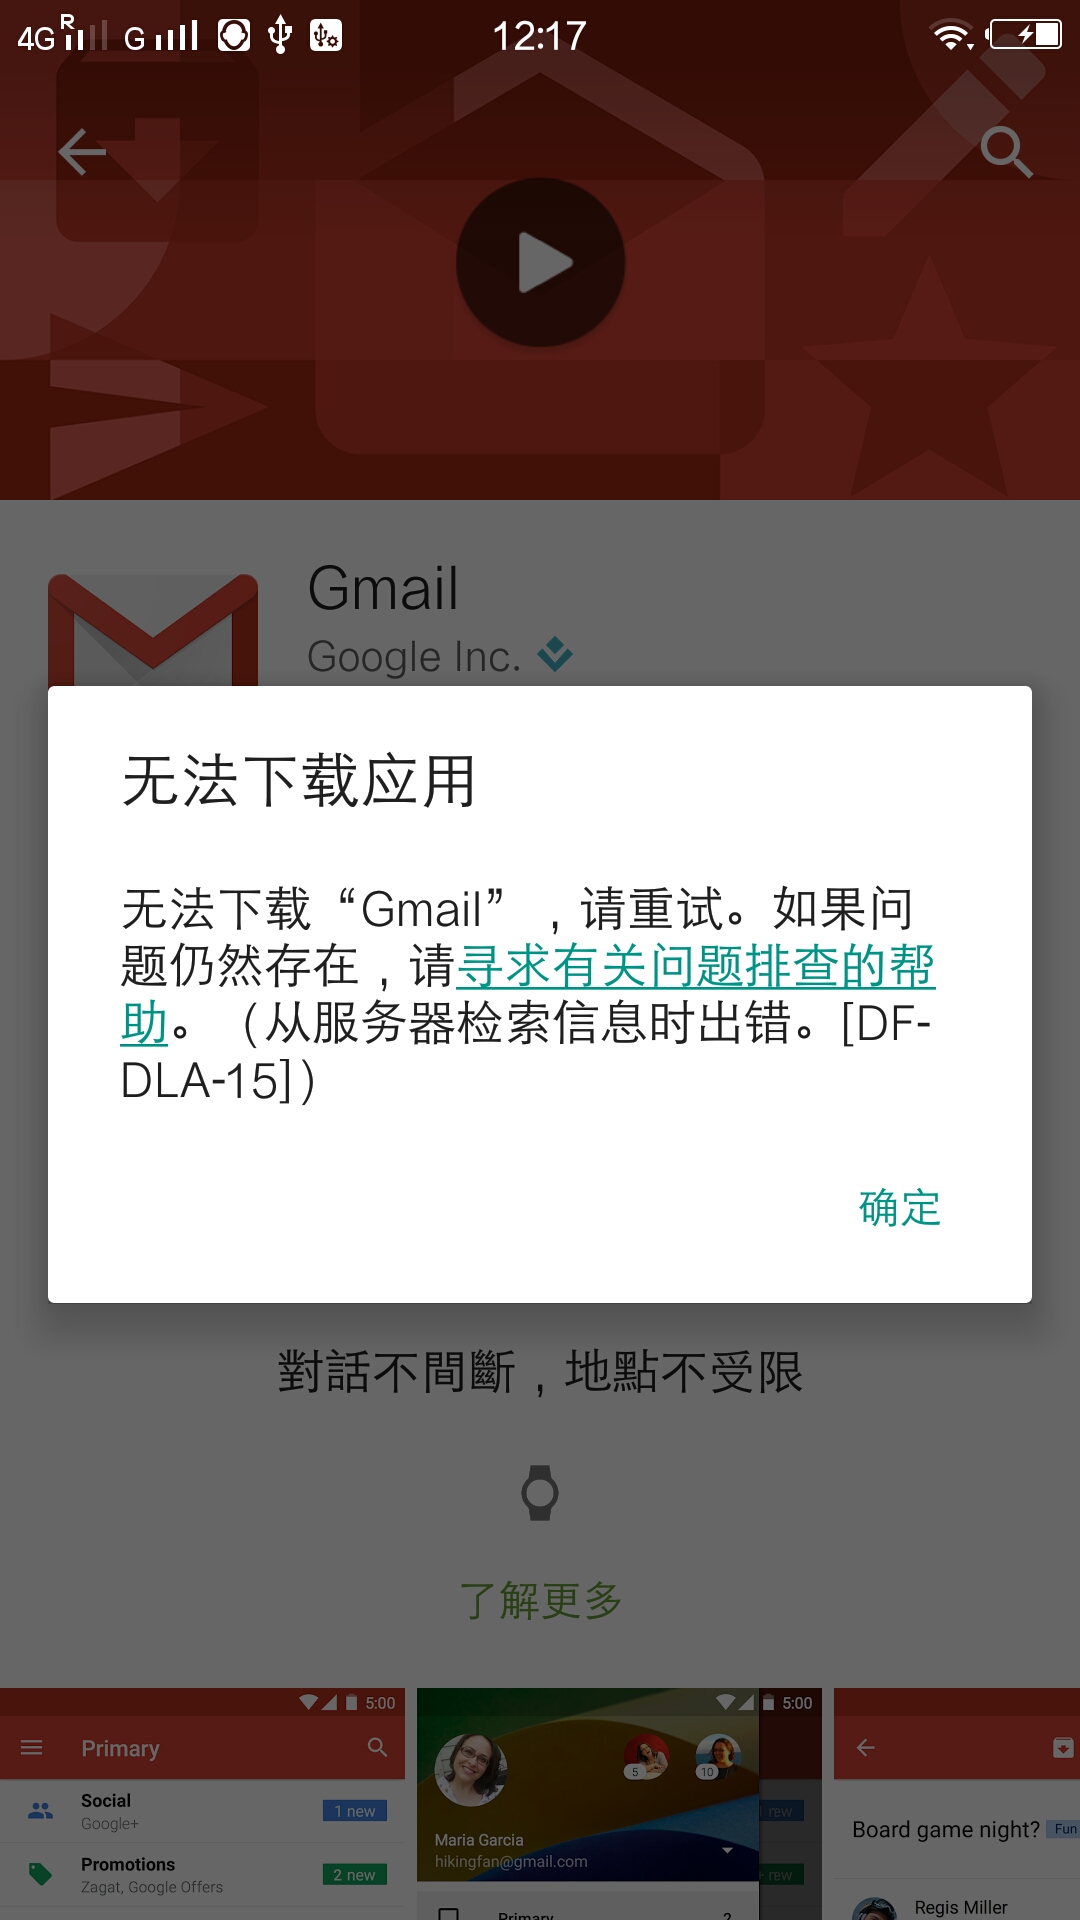 4G R G 12:17
Gmail
Google Inc.
无法下载应用
无法下载“Gmail”，请重试。如果问
题仍然存在，请寻求有关问题排查的帮
助。（从服务器检索信息时出错。[DF-
DLA-15]）
确定
對話不間斷，地點不受限
了解更多
5:00
Primary
Social
Google+
1 new
Promotions
Zagat, Google Offers
2 new
5:00
5
10
Maria Garcia
hikingfan@gmail.com
Primary
2
Board game night?
Fun
Regis Miller